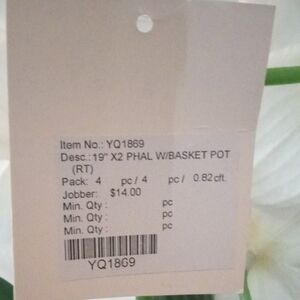 Item No.: YQ1869
Desc.: 19" X2 PHAL W/BASKET POT
(RT)
Pack: 4 pc / 4 pc / 0.82 cft.
Jobber: $14.00
Min. Qty : pc
Min. Qty : pc
Min. Qty : pc
YQ1869